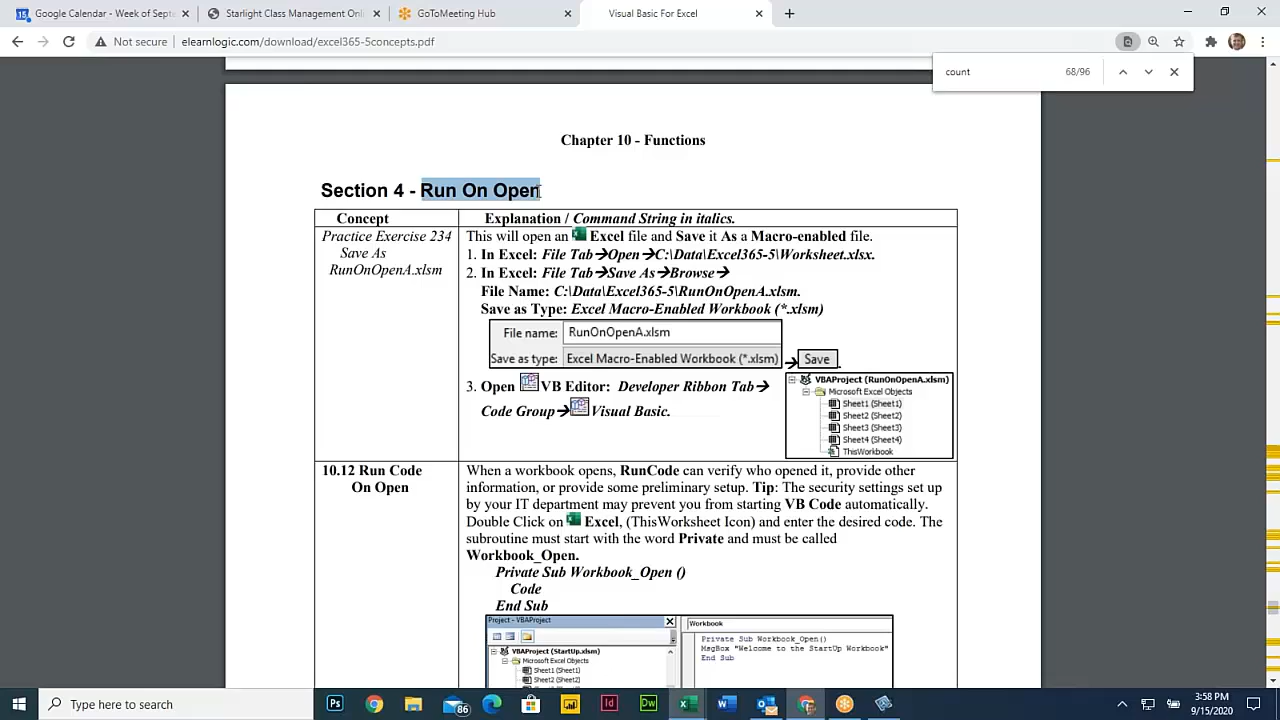 Google Calendar - Week of Septe
Starlight Class Management Onli
GoToMeeting Hub
Visual Basic For Excel
Not secure
elearnlogic.com/download/excel365-5concepts.pdf
count
68/96
Chapter 10 - Functions
Section 4 - Run On Open
Concept
Explanation / Command String in italics.
Practice Exercise 234
Save As
RunOnOpenA.xlsm
This will open an Excel file and Save it As a Macro-enabled file.
1. In Excel: File Tab→Open→C:\Data\Excel365-5\Worksheet.xlsx.
2. In Excel: File Tab→Save As→Browse→
File Name: C:\Data\Excel365-5\RunOnOpenA.xlsm.
Save as Type: Excel Macro-Enabled Workbook (*.xlsm)
File name: RunOnOpenA.xlsm
Save as type: Excel Macro-Enabled Workbook (*.xlsm) → Save.
3. Open VB Editor: Developer Ribbon Tab→
Code Group→ Visual Basic.
VBAProject (RunOnOpenA.xlsm)
Microsoft Excel Objects
Sheet1 (Sheet1)
Sheet2 (Sheet2)
Sheet3 (Sheet3)
Sheet4 (Sheet4)
ThisWorkbook
10.12 Run Code
On Open
When a workbook opens, RunCode can verify who opened it, provide other
information, or provide some preliminary setup. Tip: The security settings set up
by your IT department may prevent you from starting VB Code automatically.
Double Click on Excel, (ThisWorksheet Icon) and enter the desired code. The
subroutine must start with the word Private and must be called
Workbook_Open.
Private Sub Workbook_Open ()
Code
End Sub
Project - VBAProject
VBAProject (StartUp.xlsm)
Microsoft Excel Objects
Sheet1 (Sheet1)
Sheet2 (Sheet2)
Workbook
Private Sub Workbook_Open()
MsgBox "Welcome to the StartUp Workbook"
End Sub
Type here to search
86
3:58 PM
9/15/2020